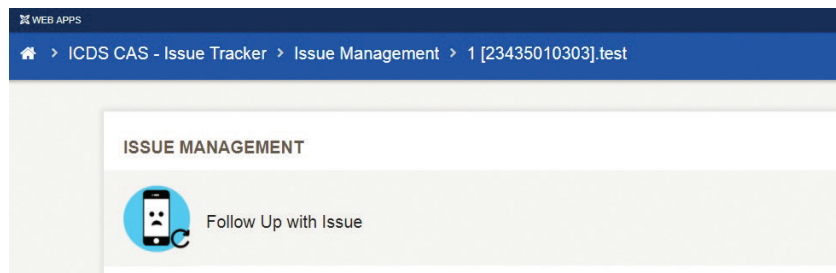 WEB APPS
> ICDS CAS - Issue Tracker > Issue Management > 1 [23435010303].test
ISSUE MANAGEMENT
Follow Up with Issue